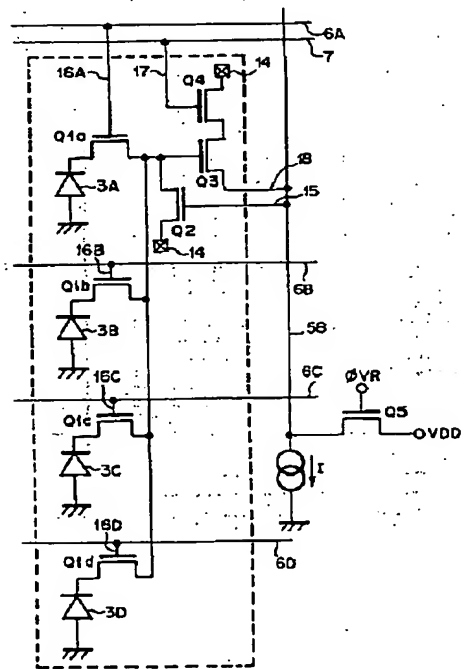 6A
7
16A
17
Q4
14
Q1a
Q3
18
3A
15
Q2
14
16B
Q1b
6B
3B
5B
16C
6C
ØVR
Q1c
Q5
VDD
3C
I
16D
Q1d
6D
3D